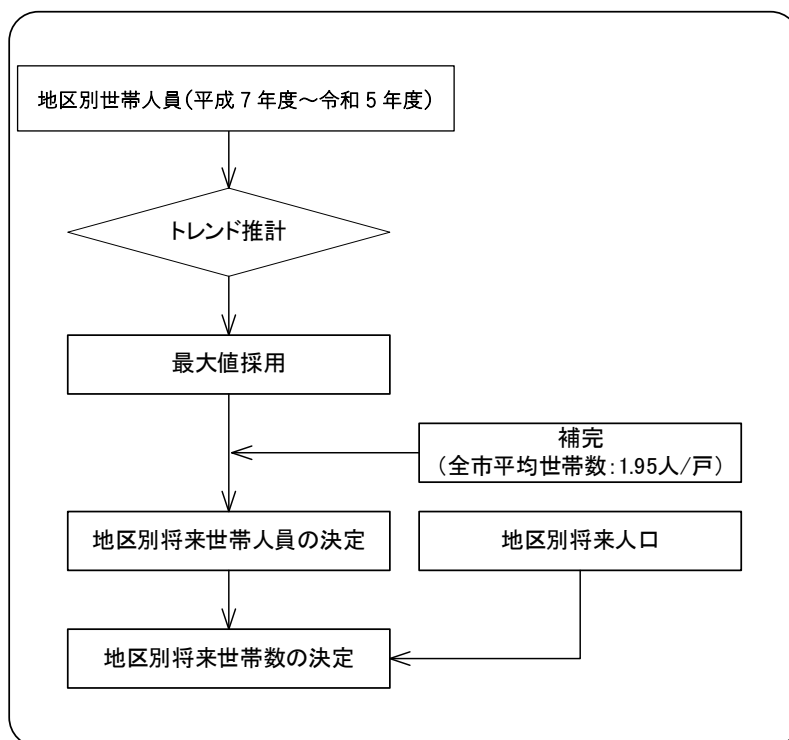 地区別世帯人員(平成7年度～令和5年度)
トレンド推計
最大値採用
補完
(全市平均世帯数:1.95人/戸)
地区別将来世帯人員の決定
地区別将来人口
地区別将来世帯数の決定